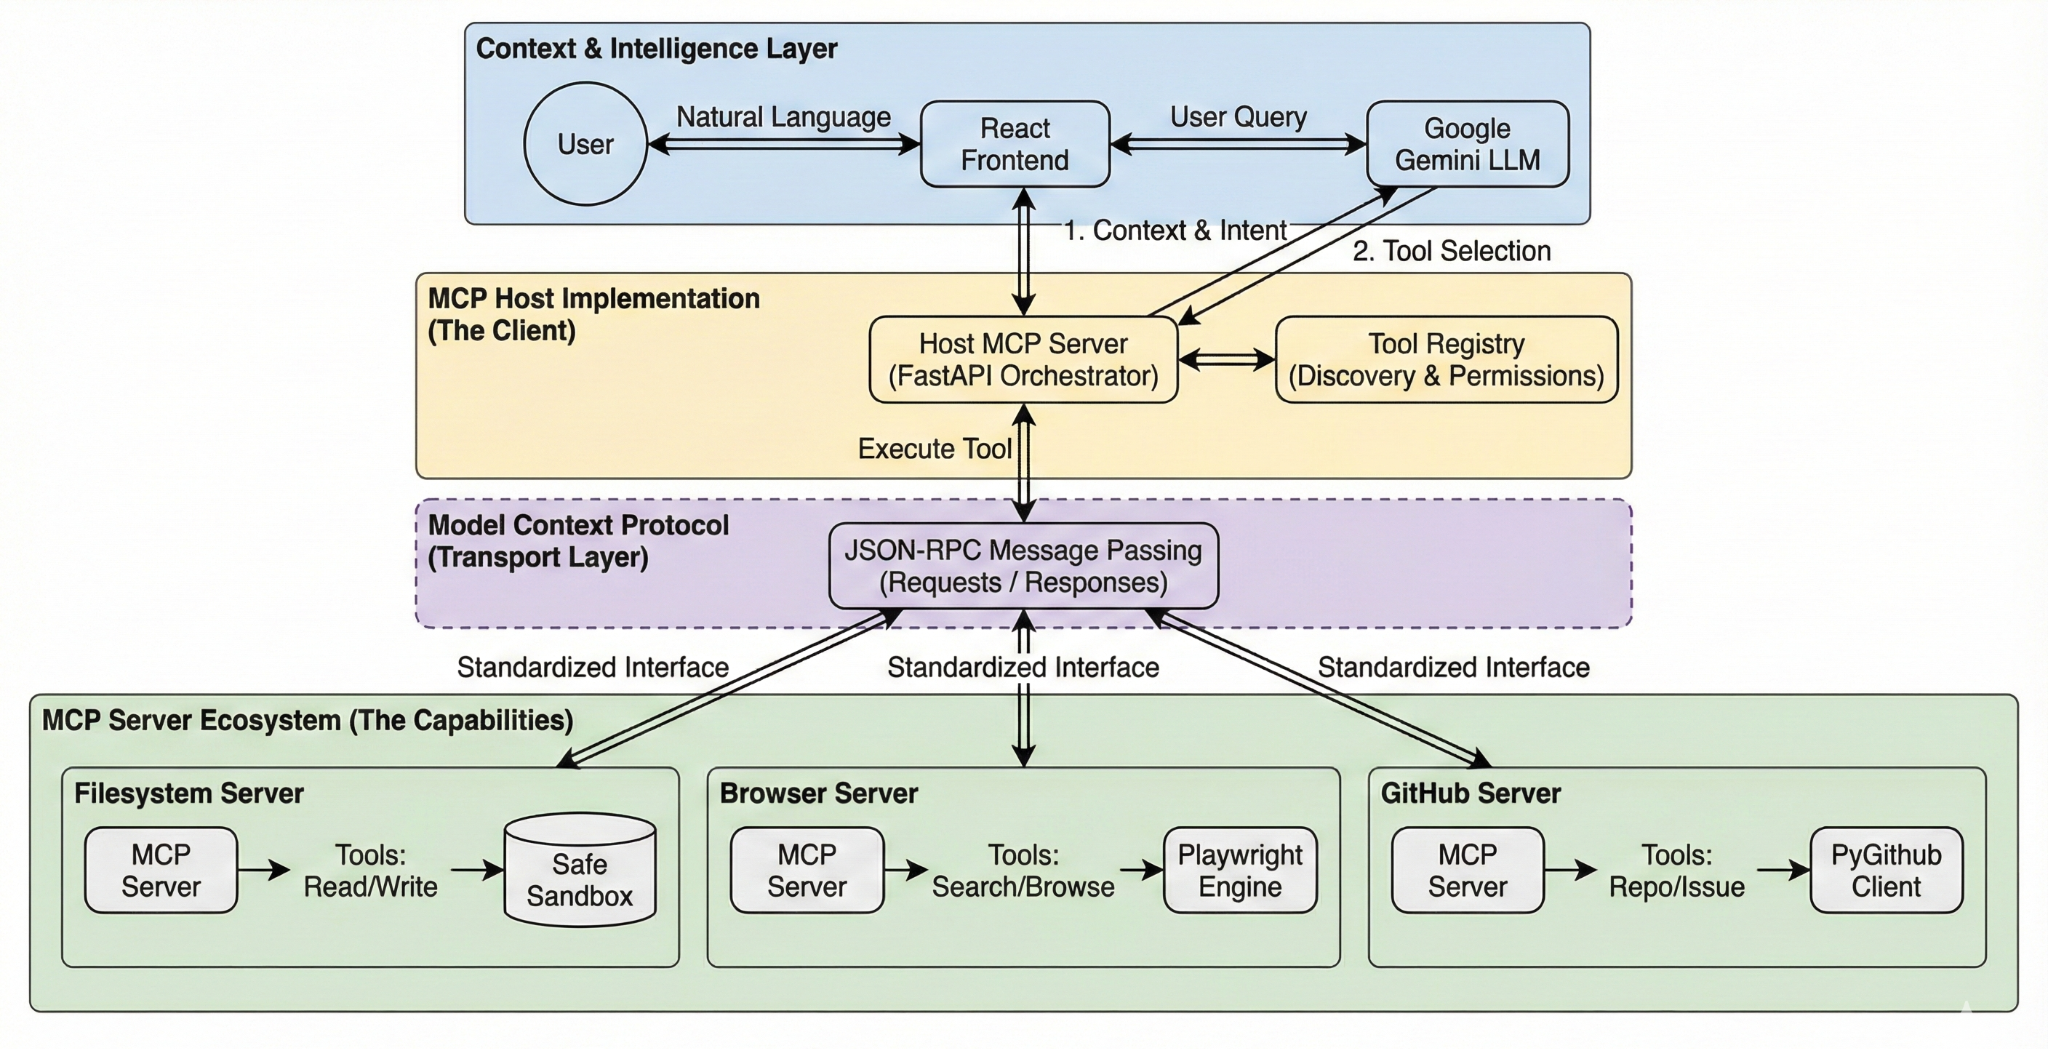 Context & Intelligence Layer
User
Natural Language
React
Frontend
User Query
Google
Gemini LLM
1. Context & Intent
2. Tool Selection
MCP Host Implementation
(The Client)
Host MCP Server
(FastAPI Orchestrator)
Tool Registry
(Discovery & Permissions)
Execute Tool
Model Context Protocol
(Transport Layer)
JSON-RPC Message Passing
(Requests / Responses)
Standardized Interface
Standardized Interface
Standardized Interface
MCP Server Ecosystem (The Capabilities)
Filesystem Server
MCP
Server
Tools:
Read/Write
Safe
Sandbox
Browser Server
MCP
Server
Tools:
Search/Browse
Playwright
Engine
GitHub Server
MCP
Server
Tools:
Repo/Issue
PyGithub
Client